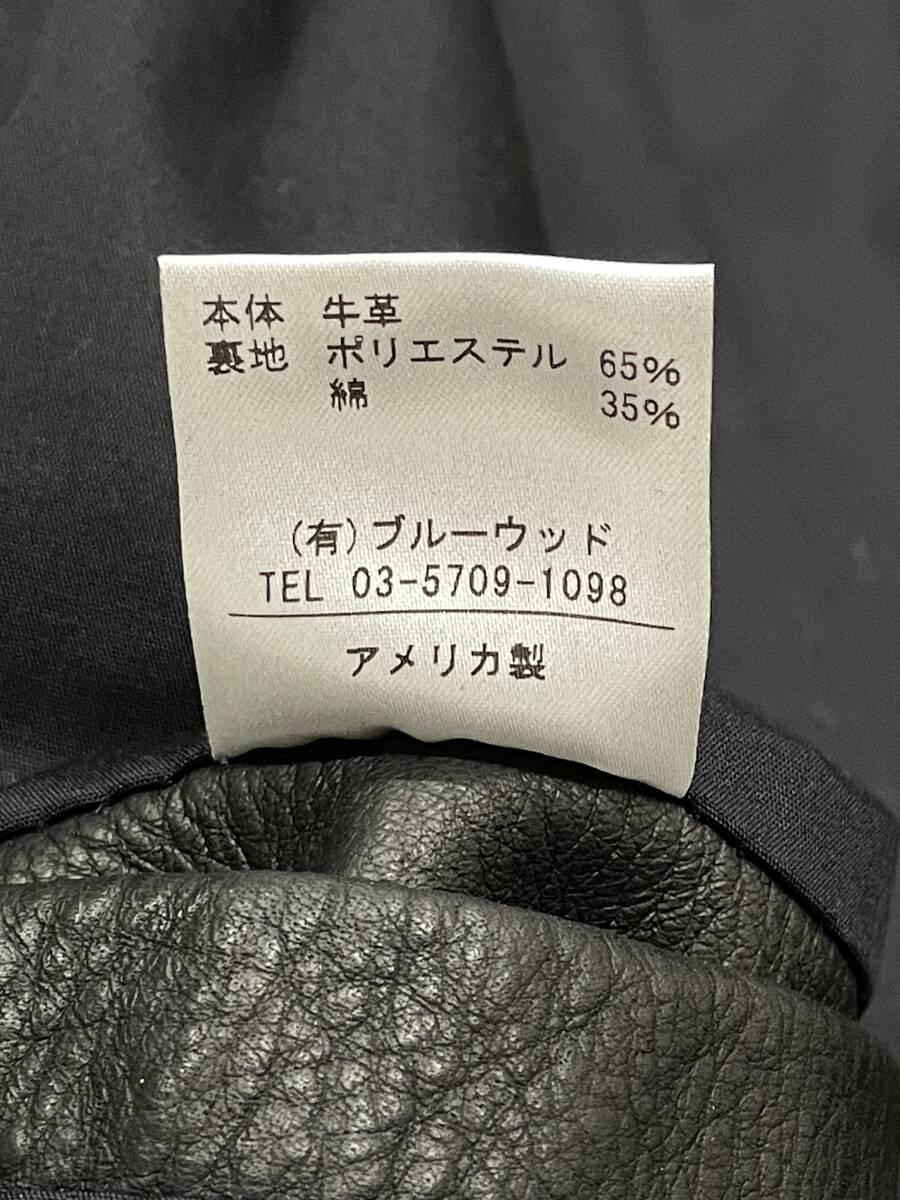 本体 牛革
裏地 ポリエステル 65%
綿 35%
(有)ブルーウッド
TEL 03-5709-1098
アメリカ製